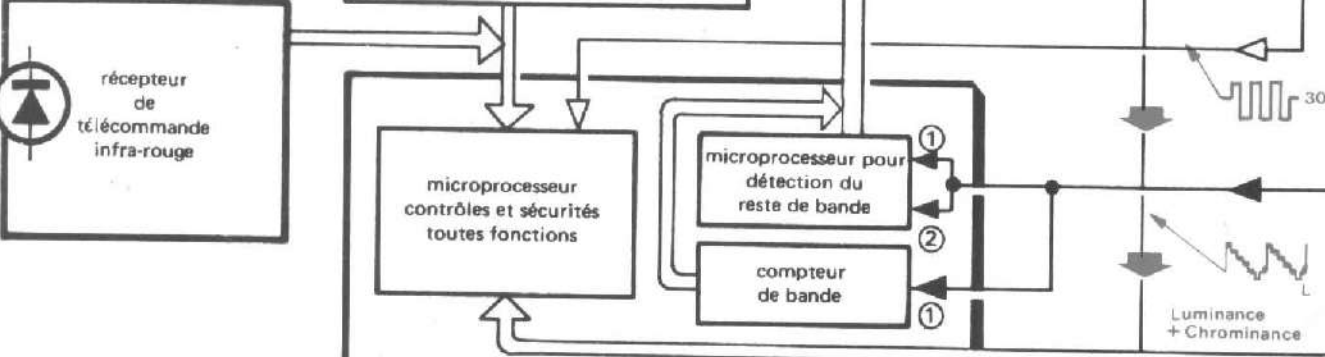 récepteur
de
télécommande
infra-rouge
microprocesseur
contrôles et sécurités
toutes fonctions
microprocesseur pour
détection du
reste de bande
①
②
compteur
de bande
①
30
Luminance
+ Chrominance